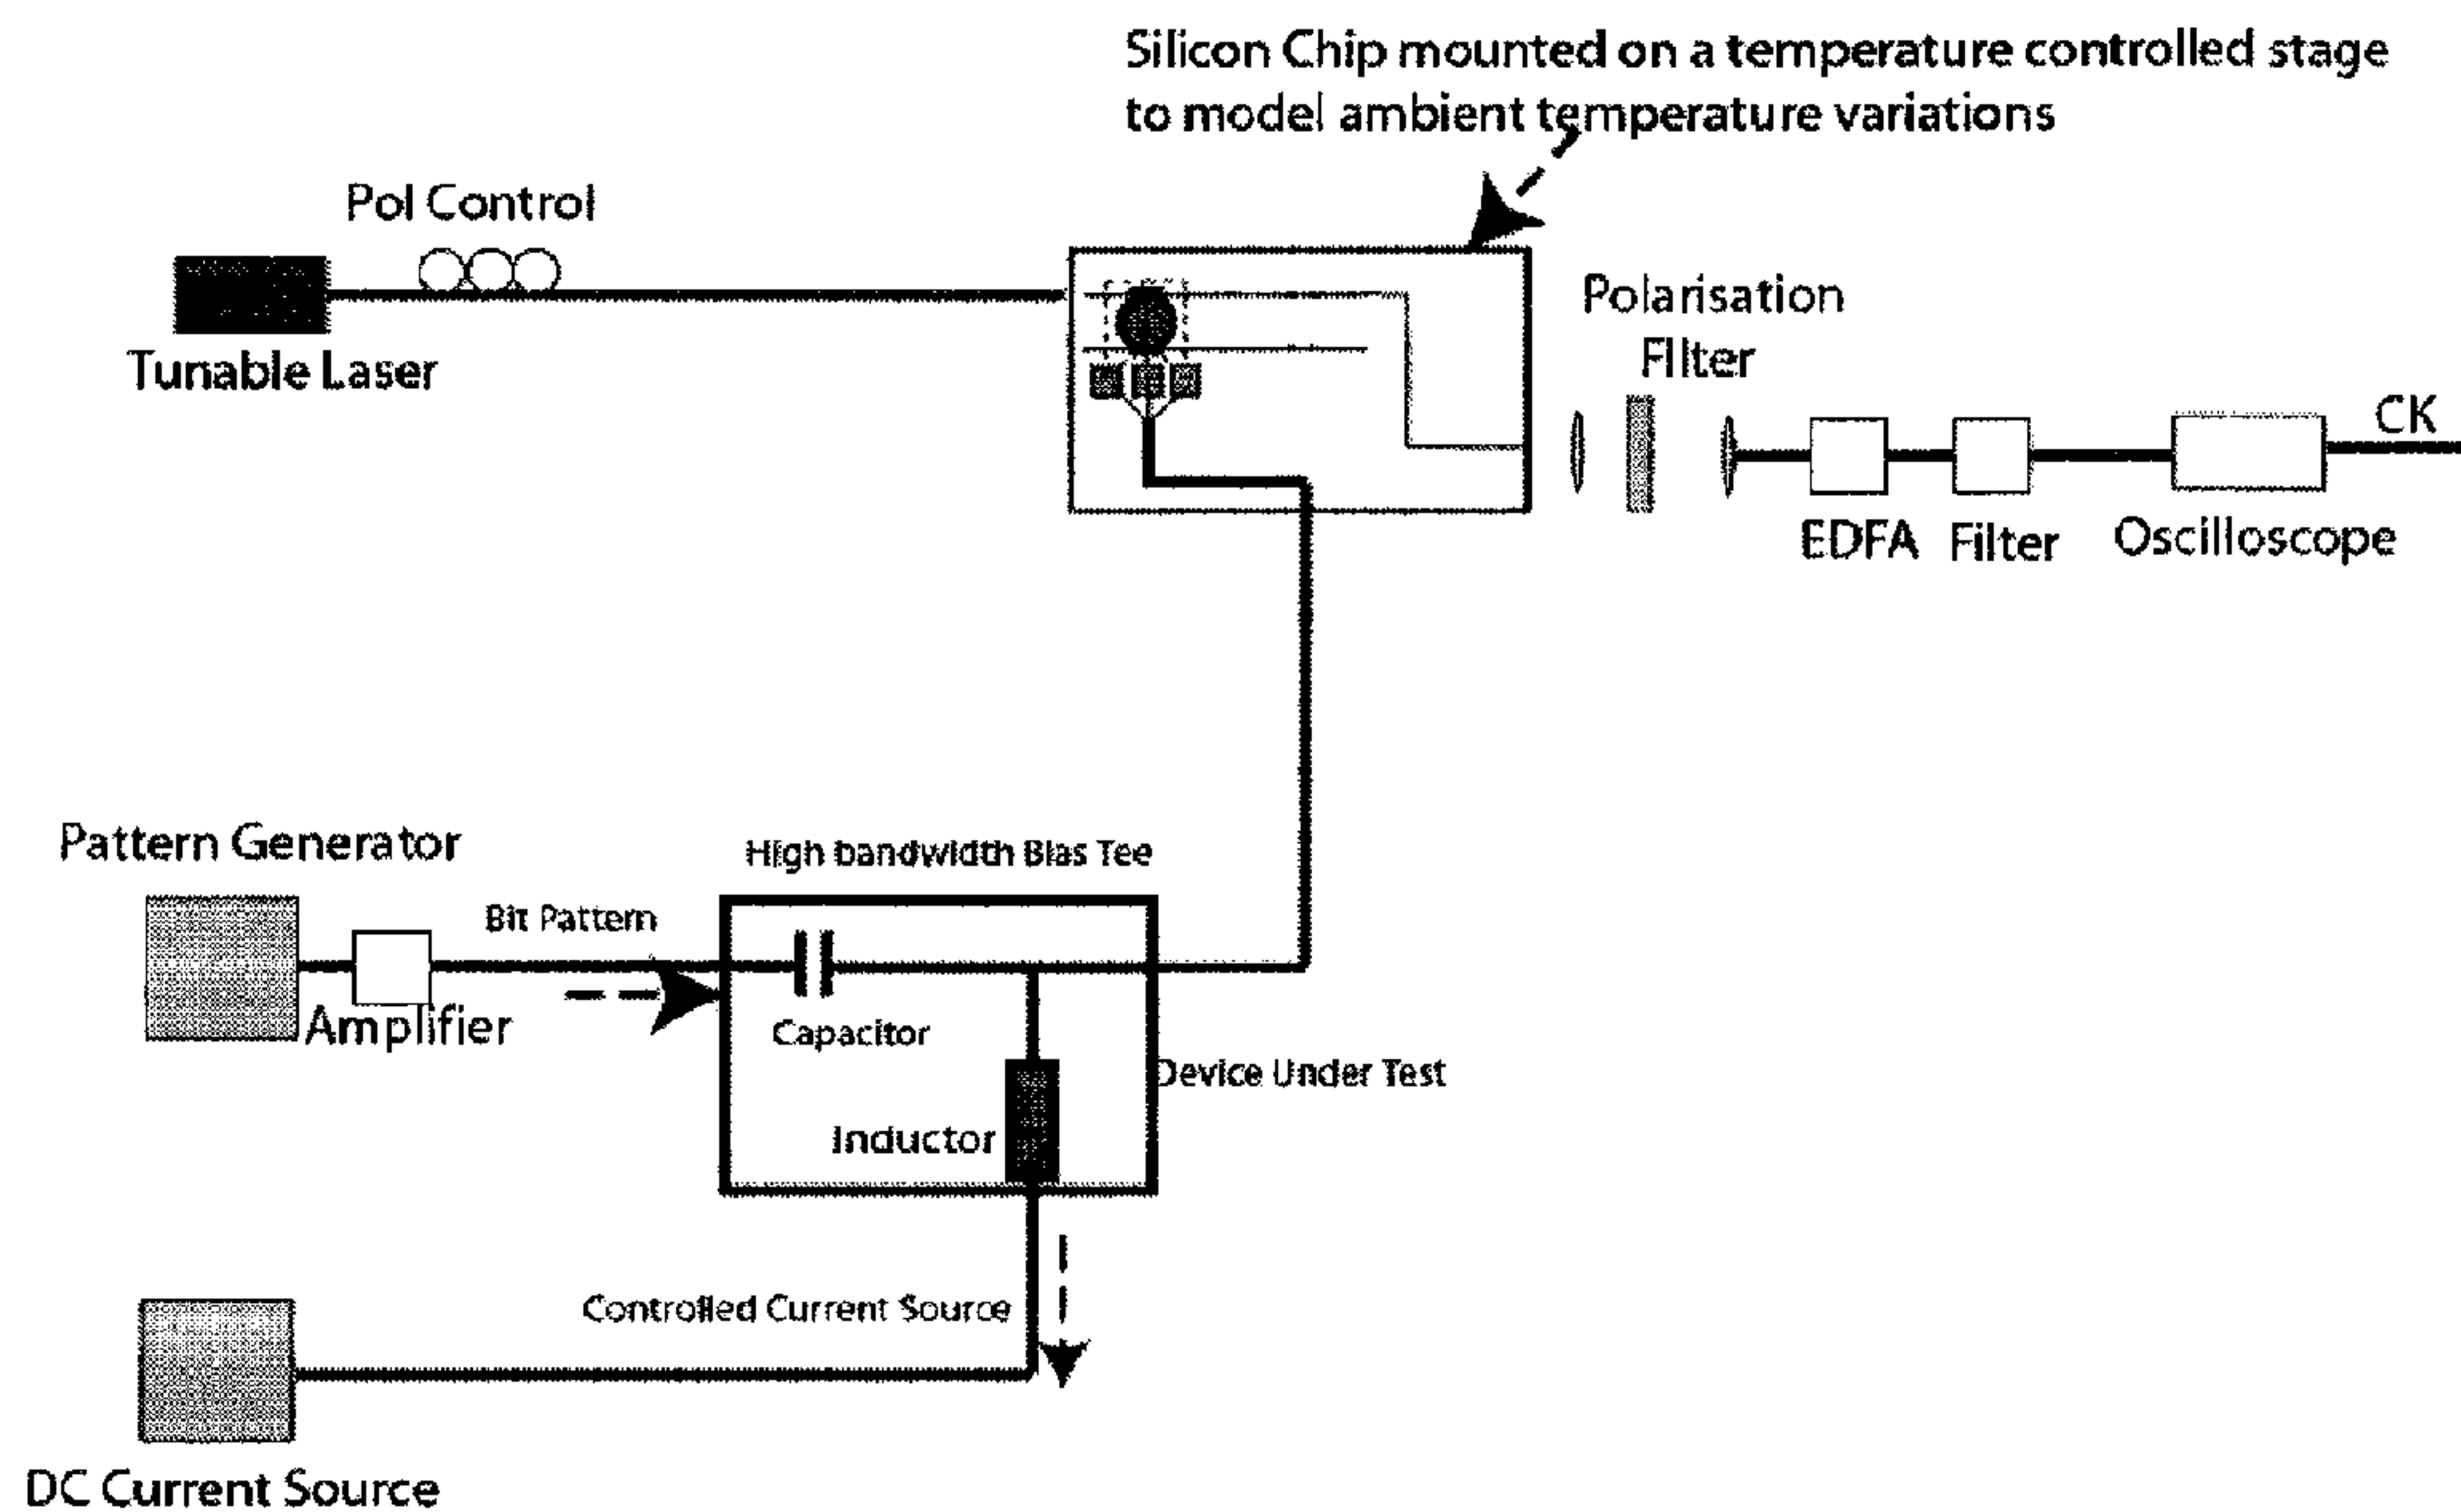 Silicon Chip mounted on a temperature controlled stage
to model ambient temperature variations
Pol Control
Tunable Laser
Polarisation
Filter
CK
EDFA
Filter
Oscilloscope
Pattern Generator
High bandwidth Bias Tee
Bit Pattern
Amplifier
Capacitor
Device Under Test
Inductor
Controlled Current Source
DC Current Source